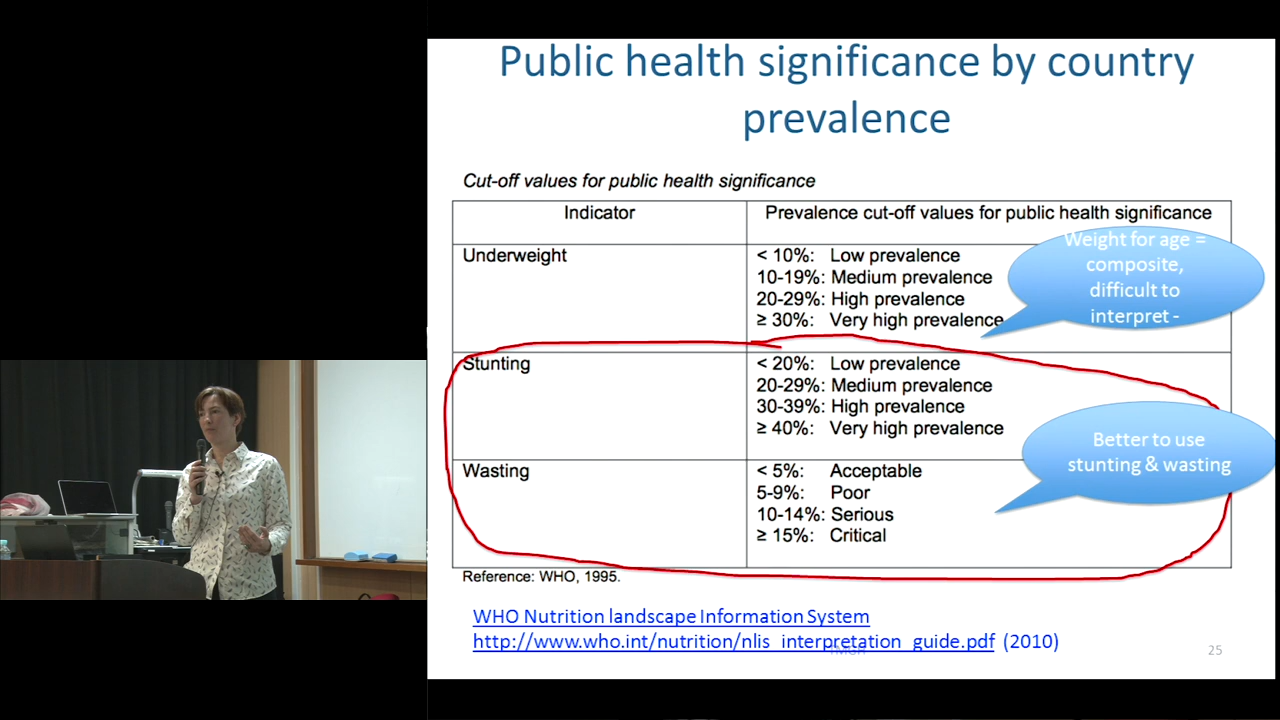 Public health significance by country
prevalence
Cut-off values for public health significance
Indicator
Prevalence cut-off values for public health significance
Underweight
< 10%: Low prevalence
10-19%: Medium prevalence
20-29%: High prevalence
≥ 30%: Very high prevalence
Weight for age =
composite,
difficult to
interpret -
Stunting
< 20%: Low prevalence
20-29%: Medium prevalence
30-39%: High prevalence
≥ 40%: Very high prevalence
Better to use
stunting & wasting
Wasting
< 5%: Acceptable
5-9%: Poor
10-14%: Serious
≥ 15%: Critical
Reference: WHO, 1995.
WHO Nutrition landscape Information System
http://www.who.int/nutrition/nlis_interpretation_guide.pdf (2010)
25